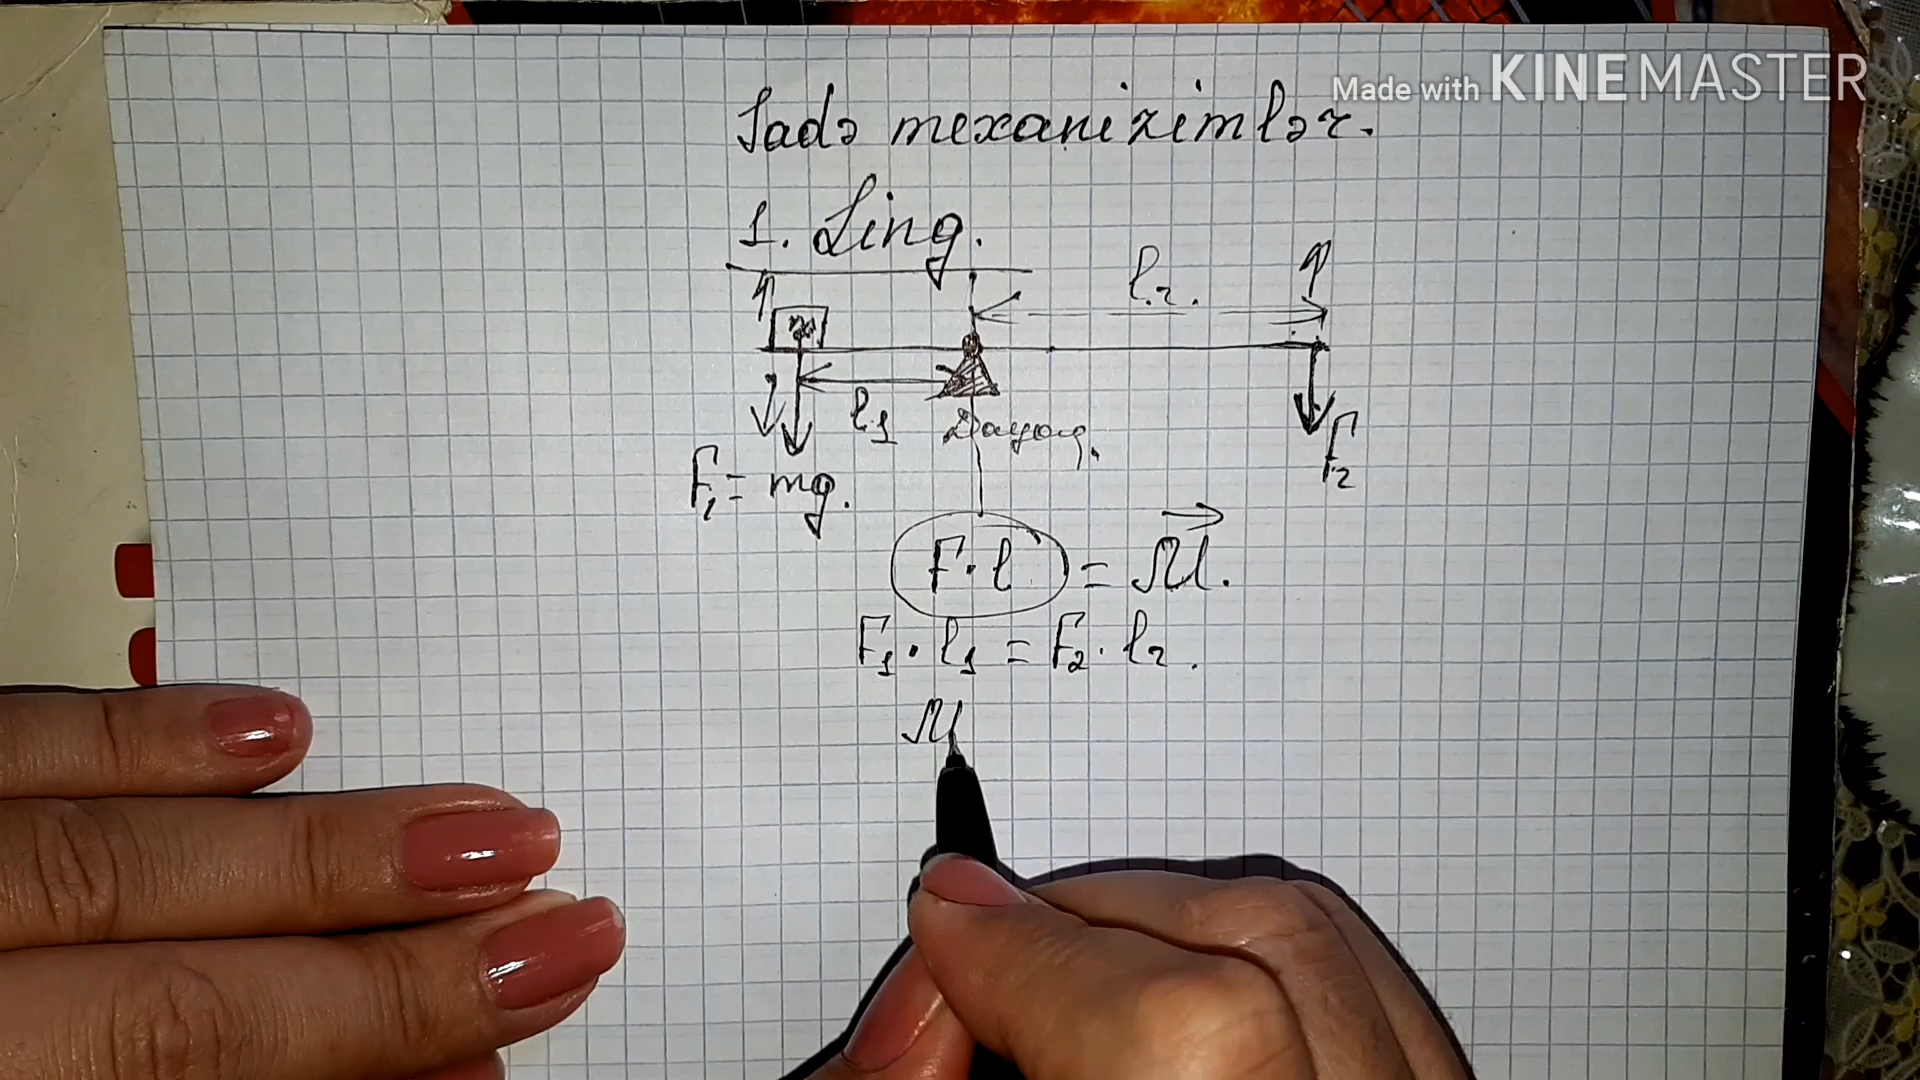 Made with KINEMASTER
Sadə mexanizimlər.
1. Ling.
l₂.
l₁
Dayaq.
F₂
F₁ = mg.
F·l = M⃗.
F₁·l₁ = F₂·l₂.
M